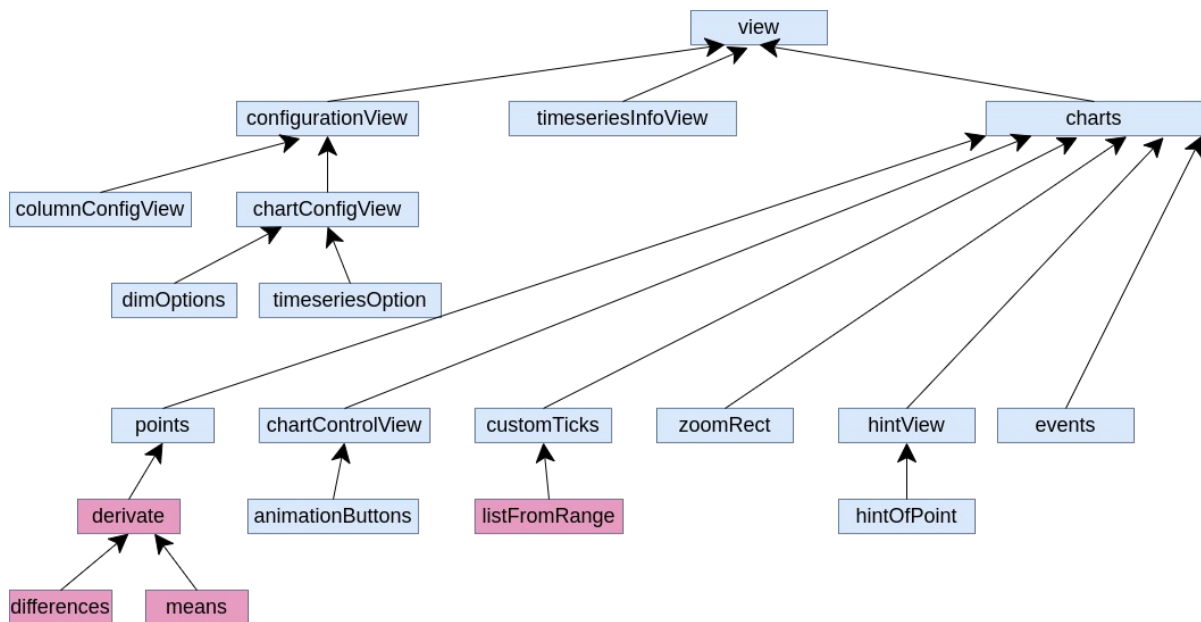 view
configurationView
timeseriesInfoView
charts
columnConfigView
chartConfigView
dimOptions
timeseriesOption
points
chartControlView
customTicks
zoomRect
hintView
events
derivate
animationButtons
listFromRange
hintOfPoint
differences
means